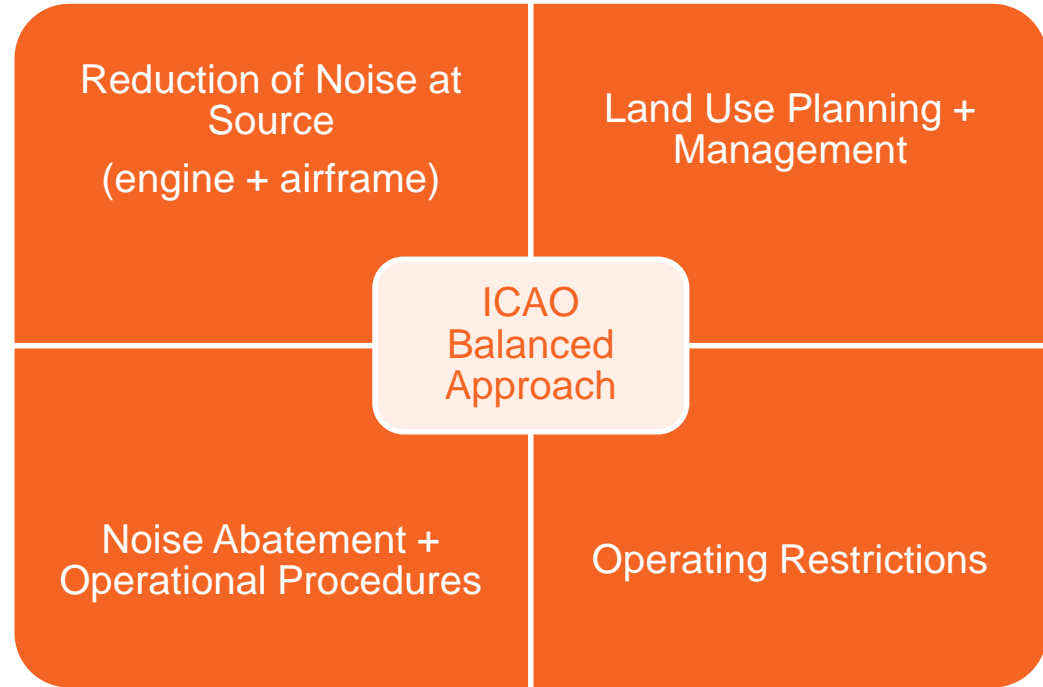 Reduction of Noise at
Source
(engine + airframe)
Land Use Planning +
Management
ICAO
Balanced
Approach
Noise Abatement +
Operational Procedures
Operating Restrictions